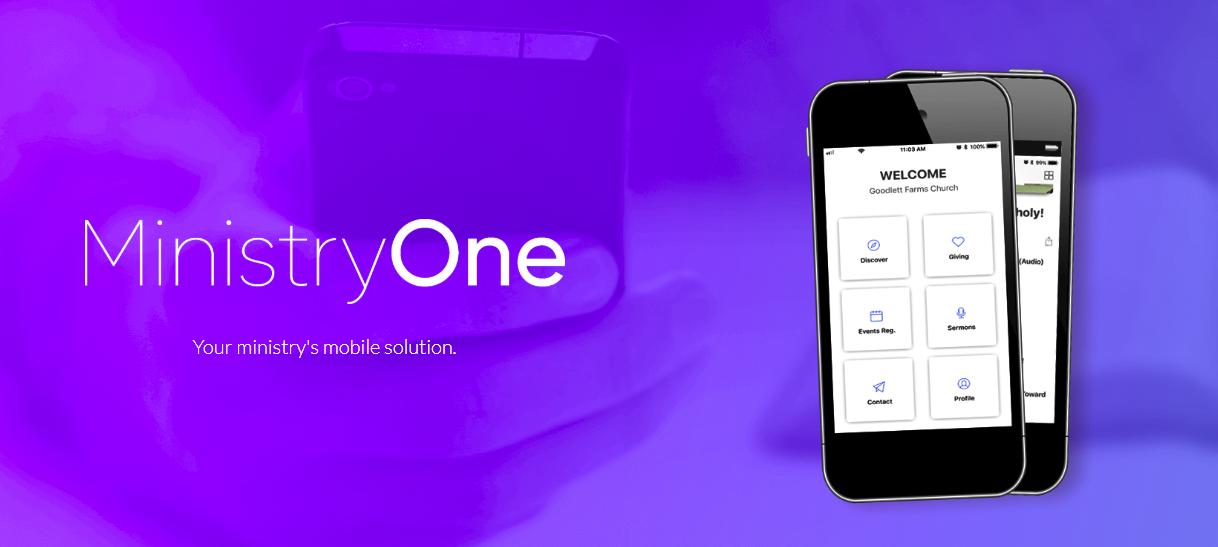 MinistryOne
Your ministry's mobile solution.
11:03 AM
100%
WELCOME
Goodlett Farms Church
Discover
Giving
Events Reg.
Sermons
Contact
Profile
99%
holy!
(Audio)
Toward